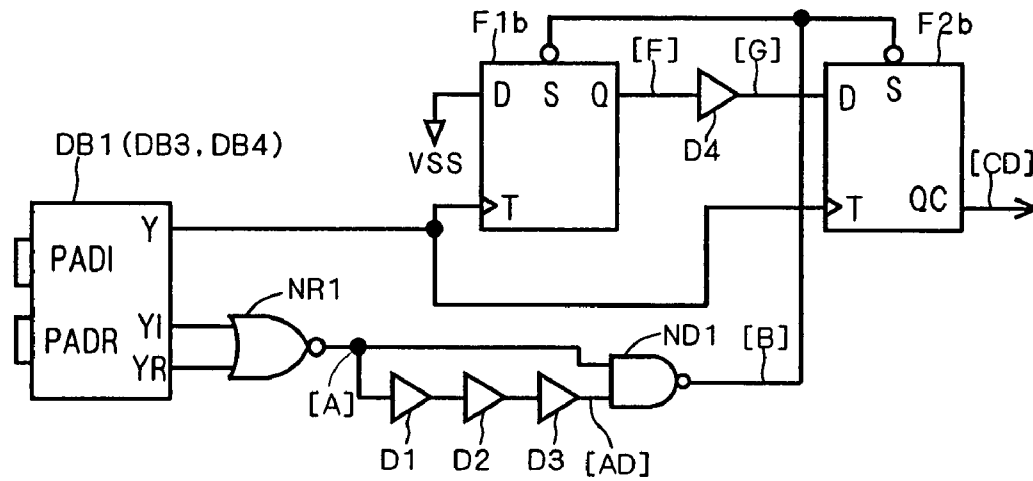 F1b
F2b
[F]
[G]
D
S
Q
D
S
D4
VSS
DB1(DB3,DB4)
[CD]
T
T
QC
Y
PADI
NR1
ND1
PADR
YI
[B]
YR
[A]
D1
D2
D3
[AD]